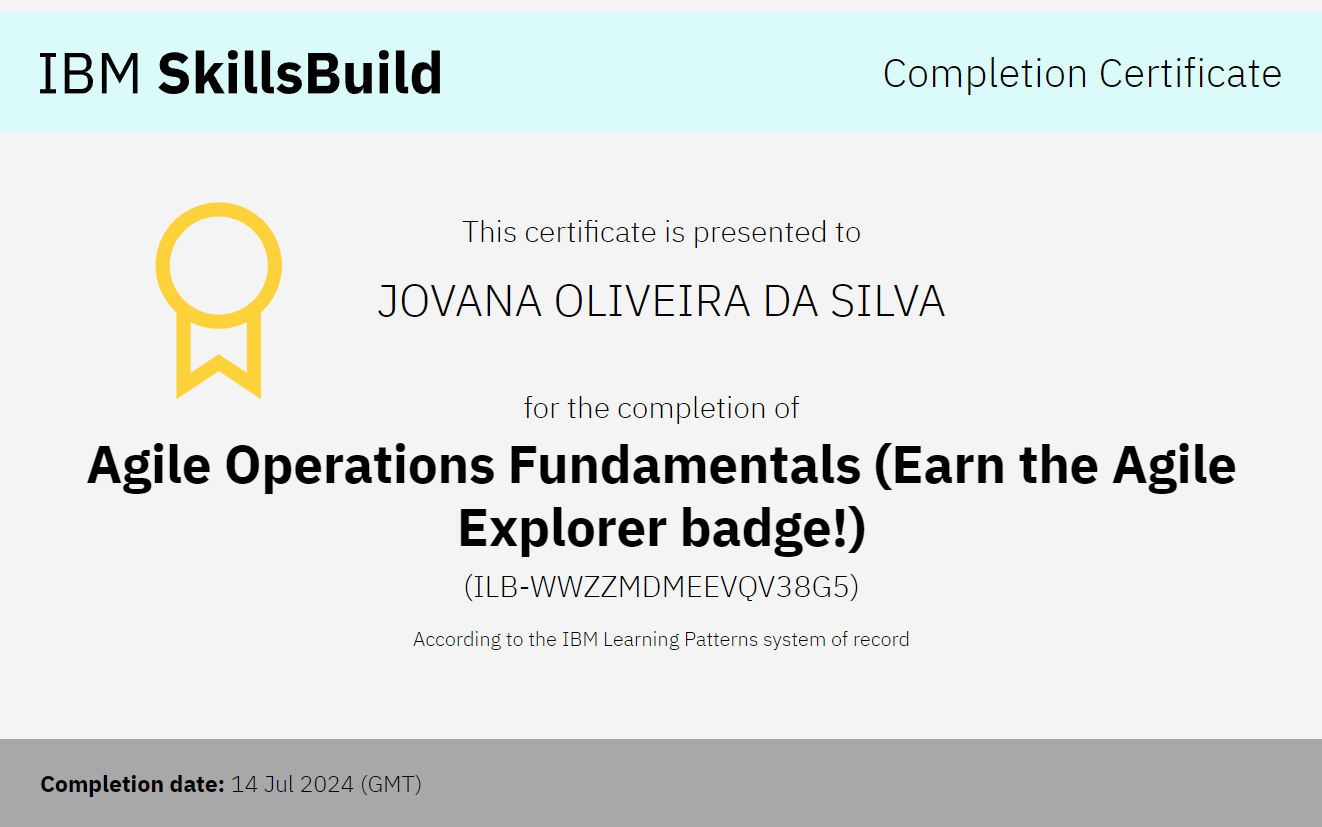 IBM SkillsBuild
Completion Certificate
This certificate is presented to
JOVANA OLIVEIRA DA SILVA
for the completion of
Agile Operations Fundamentals (Earn the Agile
Explorer badge!)
(ILB-WWZZMDMEEVQV38G5)
According to the IBM Learning Patterns system of record
Completion date: 14 Jul 2024 (GMT)